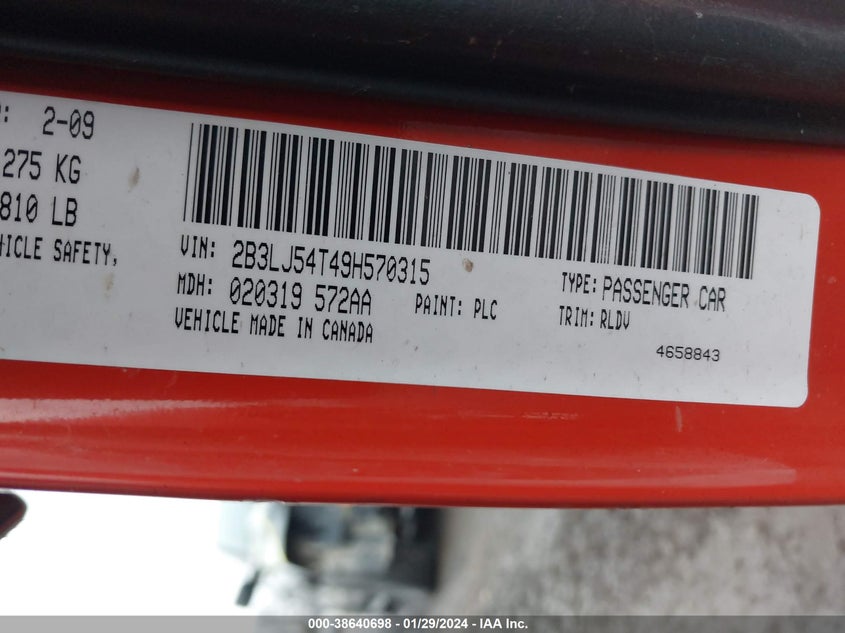 : 2-09
275 KG
810 LB
HICLE SAFETY,
VIN: 2B3LJ54T49H570315
TYPE: PASSENGER CAR
MDH: 020319 572AA
PAINT: PLC
TRIM: RLDV
VEHICLE MADE IN CANADA
4658843
000-38640698 - 01/29/2024 - IAA Inc.